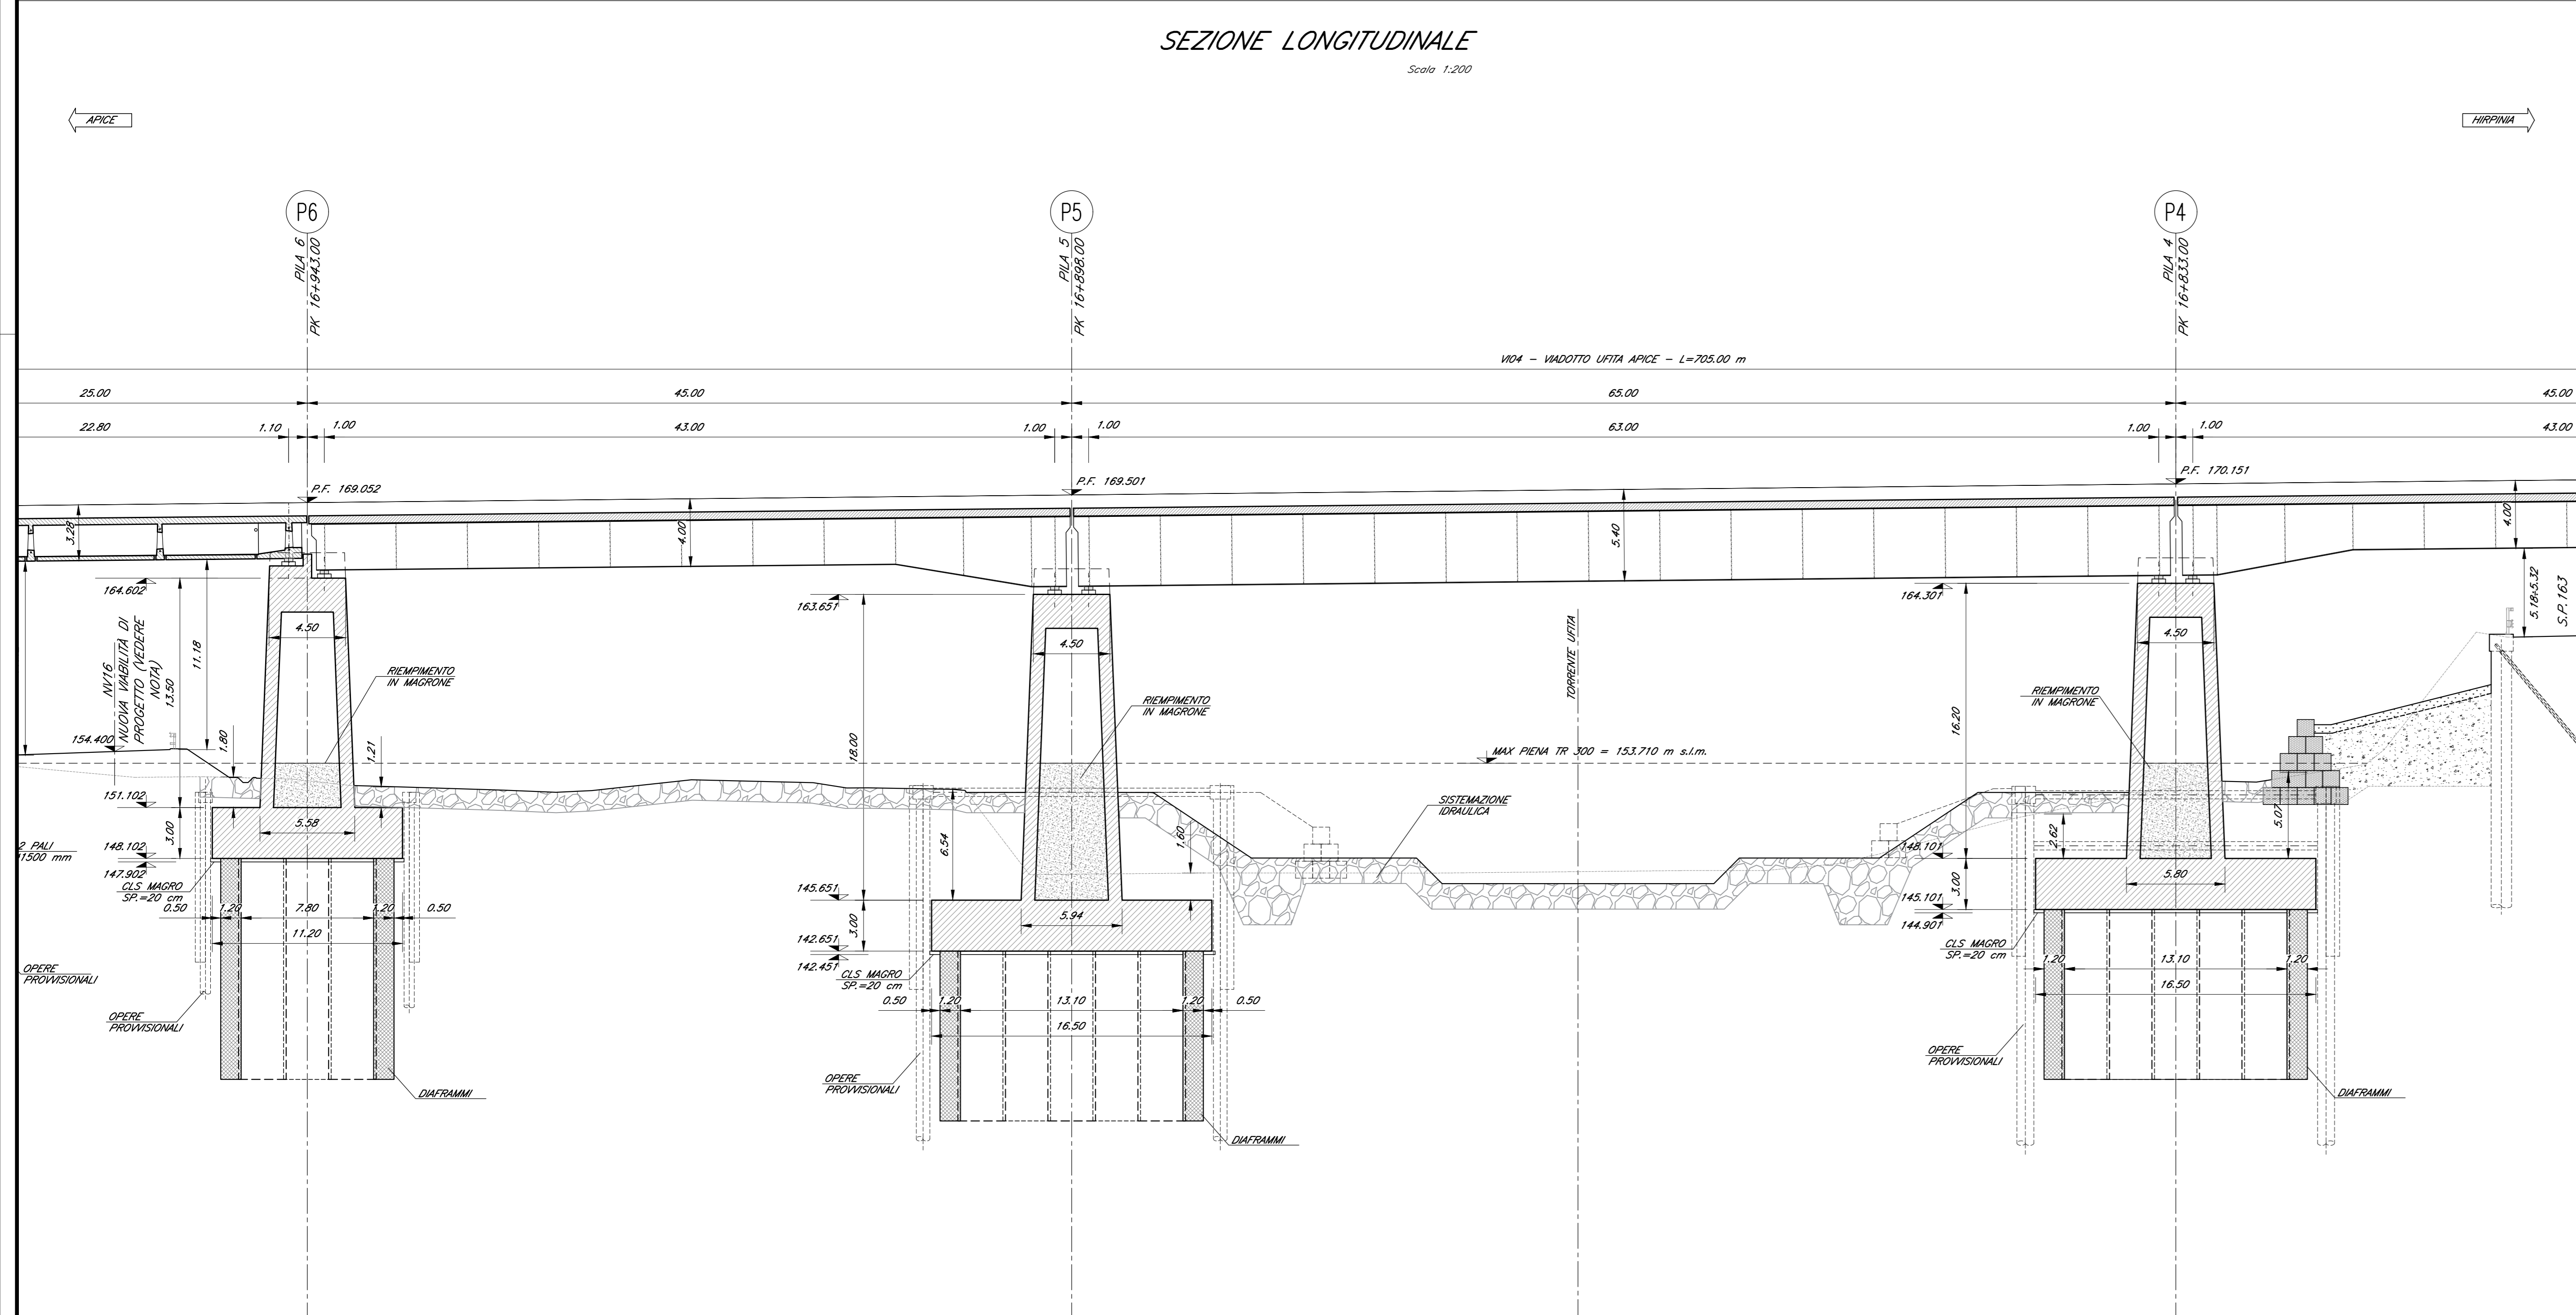 SEZIONE LONGITUDINALE
Scala 1:200
APICE
HIRPINIA
P6
P5
P4
PILA 6
PK 16+943.00
PILA 5
PK 16+898.00
PILA 4
PK 16+833.00
VI04 - VIADOTTO UFITA APICE - L=705.00 m
25.00
45.00
65.00
45.00
22.80
1.10
1.00
43.00
1.00
1.00
63.00
1.00
1.00
43.00
P.F. 169.052
P.F. 169.501
P.F. 170.151
3.28
4.00
5.40
4.00
164.602
163.651
164.301
5.18÷5.32
S.P.163
NV16
NUOVA VIABILITÀ DI
PROGETTO (VEDERE
NOTA)
13.50
11.18
4.50
4.50
4.50
TORRENTE UFITA
RIEMPIMENTO
IN MAGRONE
RIEMPIMENTO
IN MAGRONE
RIEMPIMENTO
IN MAGRONE
154.400
1.80
1.21
18.00
16.20
MAX PIENA TR 300 = 153.710 m s.l.m.
151.102
SISTEMAZIONE
IDRAULICA
5.58
3.00
6.54
1.60
2.62
5.07
2 PALI
1500 mm
148.102
147.902
148.101
CLS MAGRO
SP.=20 cm
145.651
5.94
3.00
5.80
3.00
0.50
1.20
7.80
1.20
0.50
11.20
142.651
142.451
145.101
144.901
CLS MAGRO
SP.=20 cm
CLS MAGRO
SP.=20 cm
OPERE
PROVVISIONALI
0.50
1.20
13.10
1.20
0.50
16.50
1.20
13.10
1.20
16.50
OPERE
PROVVISIONALI
OPERE
PROVVISIONALI
OPERE
PROVVISIONALI
DIAFRAMMI
DIAFRAMMI
DIAFRAMMI